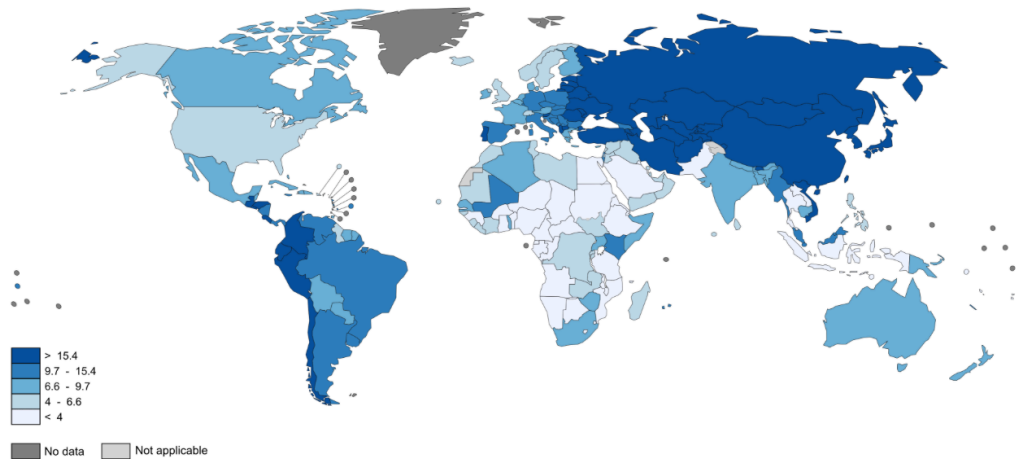 > 15.4
9.7 - 15.4
6.6 - 9.7
4 - 6.6
< 4
No data
Not applicable